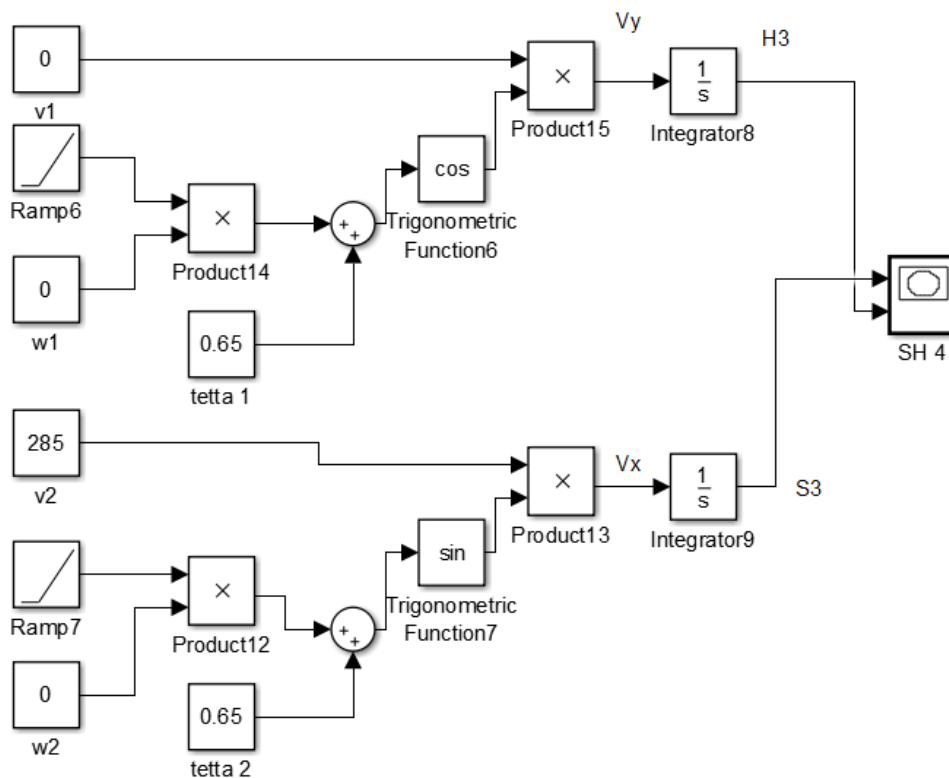 Vy
H3
0
v1
×
Product15
1
s
Integrator8
Ramp6
×
Product14
+
+
cos
Trigonometric
Function6
0
w1
0.65
tetta 1
SH 4
285
v2
×
Product13
Vx
1
s
Integrator9
S3
Ramp7
×
Product12
+
+
sin
Trigonometric
Function7
0
w2
0.65
tetta 2